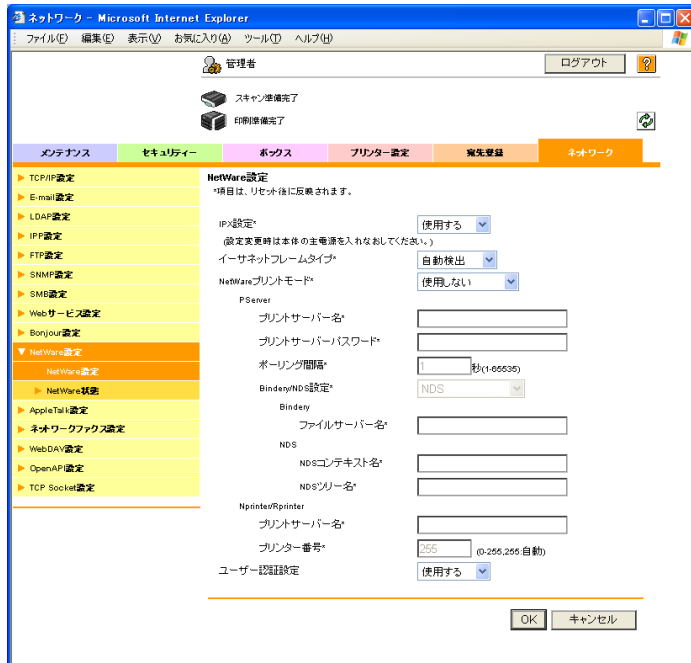 ネットワーク - Microsoft Internet Explorer
ファイル(F) 編集(E) 表示(V) お気に入り(A) ツール(T) ヘルプ(H)
管理者 ログアウト ?
スキャン準備完了
印刷準備完了
メンテナンス セキュリティー ボックス プリンター設定 宛先登録 ネットワーク
TCP/IP設定
E-mail設定
LDAP設定
IPP設定
FTP設定
SNMP設定
SMB設定
Webサービス設定
Bonjour設定
NetWare設定
NetWare設定
NetWare状態
AppleTalk設定
ネットワークファクス設定
WebDAV設定
OpenAPI設定
TCP Socket設定
NetWare設定
*項目は、リセット後に反映されます。
IPX設定* 使用する
(設定変更時は本体の主電源を入れなおしてください。)
イーサネットフレームタイプ* 自動検出
NetWareプリントモード* 使用しない
PServer
プリントサーバー名*
プリントサーバーパスワード*
ポーリング間隔* 1 秒(1-65535)
Bindery/NDS設定* NDS
Bindery
ファイルサーバー名*
NDS
NDSコンテキスト名*
NDSツリー名*
Nprinter/Rprinter
プリントサーバー名*
プリンター番号* 255 (0-255,255:自動)
ユーザー認証設定 使用する
OK キャンセル